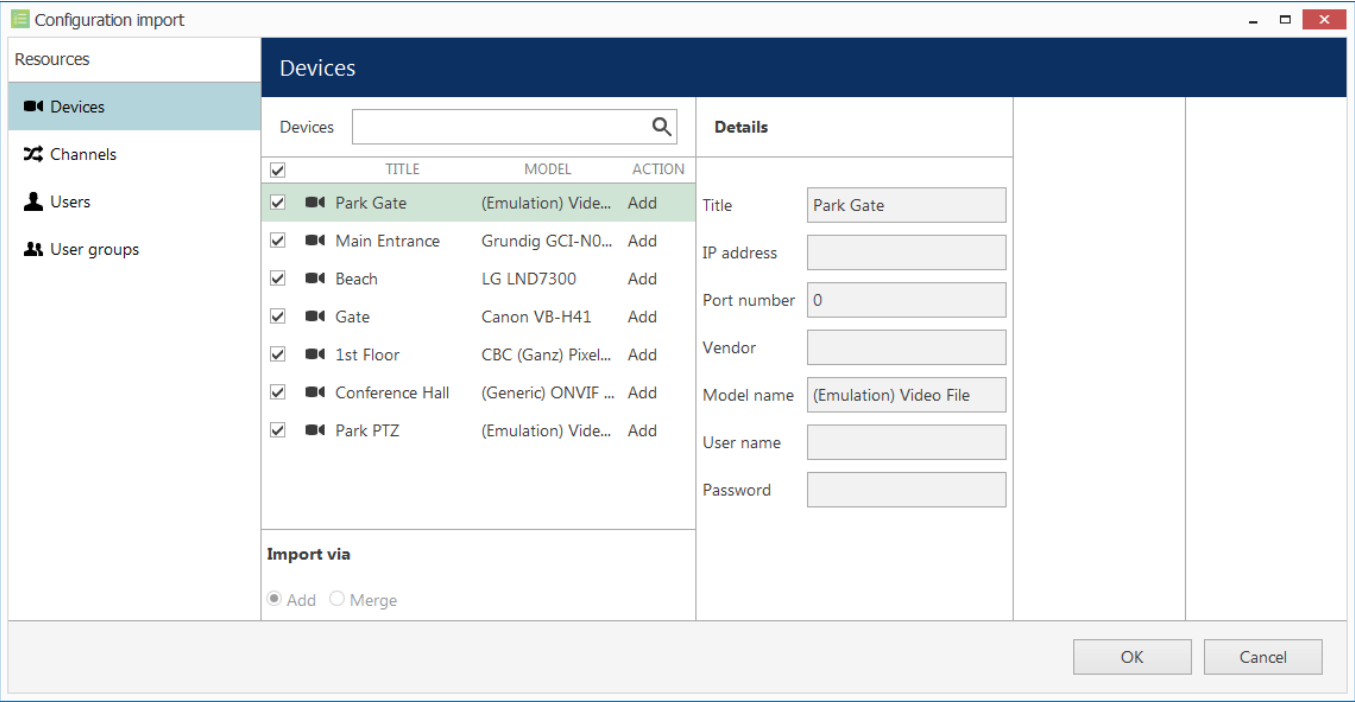 Configuration import
Resources
Devices
Channels
Users
User groups
Devices
Devices
TITLE MODEL ACTION
Park Gate (Emulation) Vide... Add
Main Entrance Grundig GCI-N0... Add
Beach LG LND7300 Add
Gate Canon VB-H41 Add
1st Floor CBC (Ganz) Pixel... Add
Conference Hall (Generic) ONVIF ... Add
Park PTZ (Emulation) Vide... Add
Import via
Add Merge
Details
Title Park Gate
IP address
Port number 0
Vendor
Model name (Emulation) Video File
User name
Password
OK Cancel